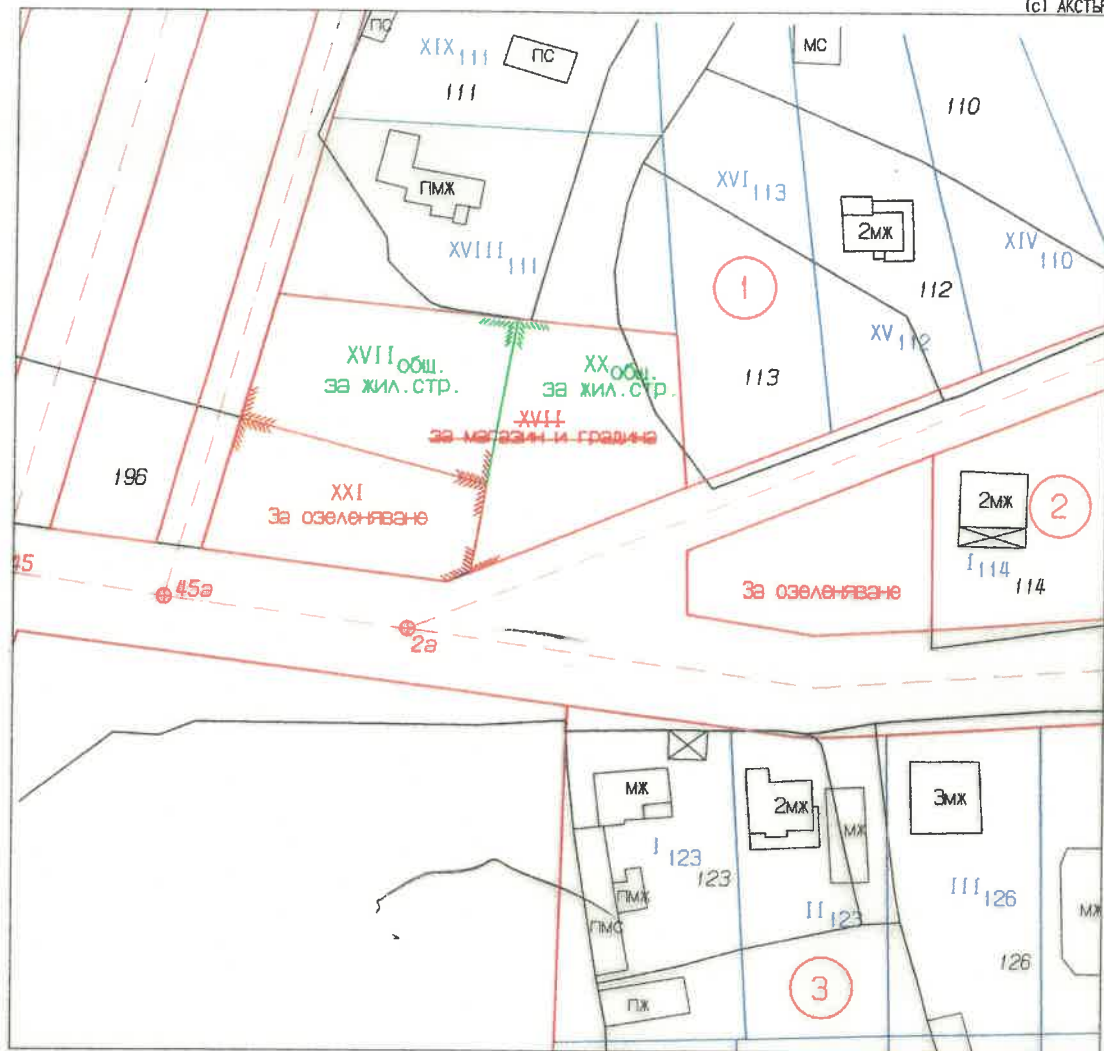 (c) АКСТЪР
ПС
XIX 111
111
ПС
МС
110
ПМЖ
XVIII 111
XVI 113
2МЖ
XIV 110
112
1
XV 112
113
XVII общ.
за жил.стр.
XX общ.
за жил.стр.
XVII
за магазин и градина
196
XXI
За озеленяване
2МЖ
2
I 114
114
За озеленяване
45
45а
2а
МЖ
2МЖ
МЖ
3МЖ
I 123
123
ПМЖ
ПМС
II 123
III 126
МЖ
126
ПЖ
3